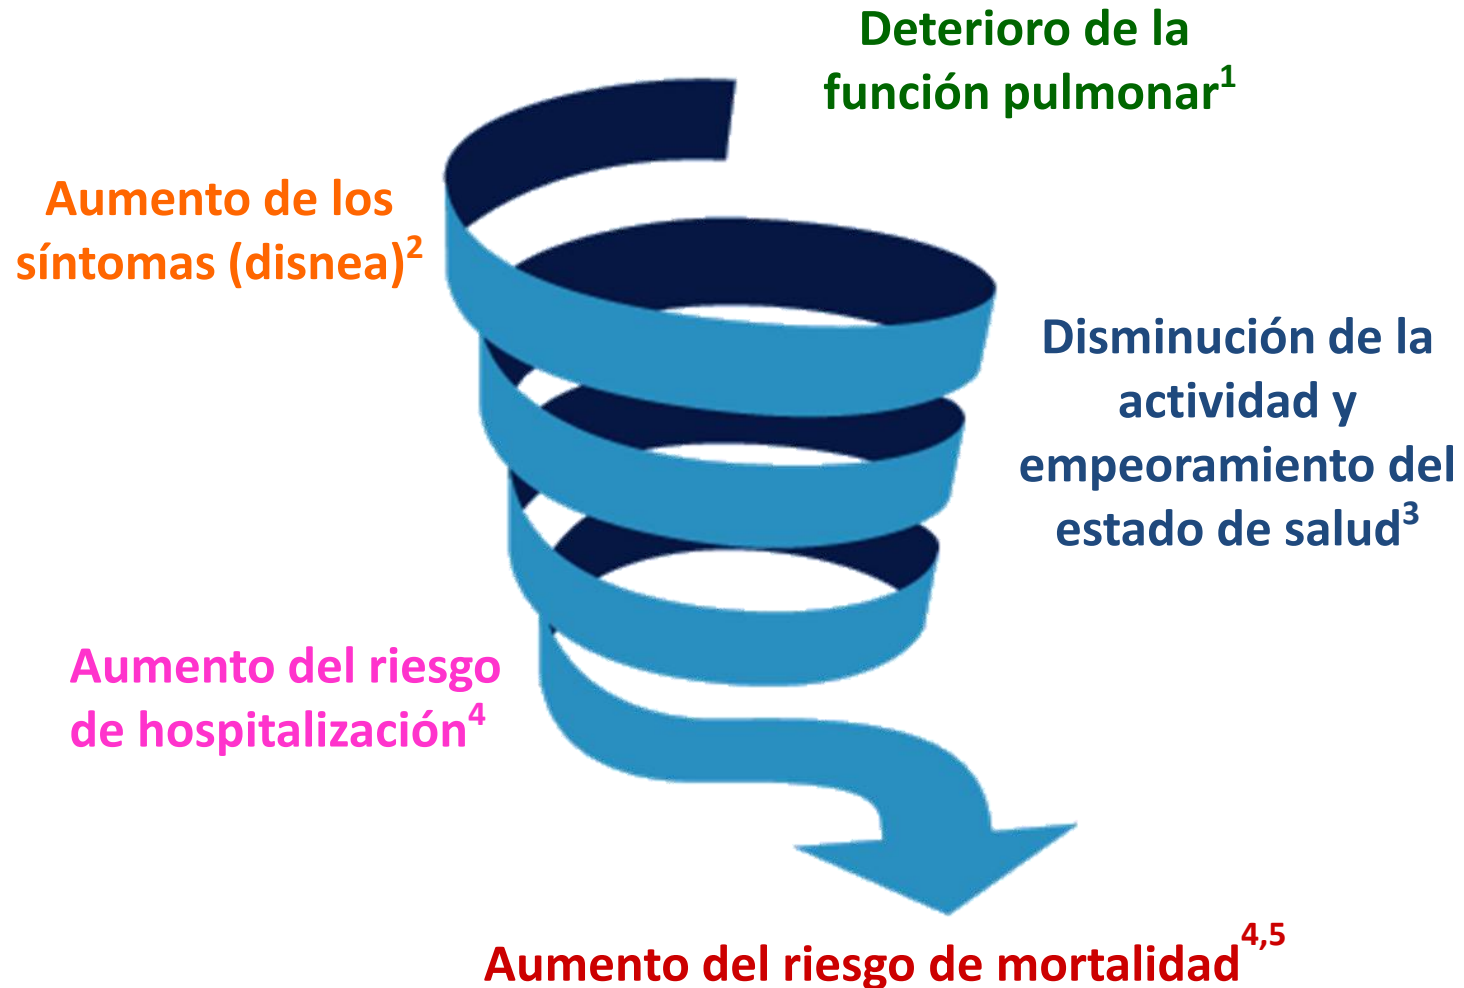 Deterioro de la
función pulmonar¹
Aumento de los
síntomas (disnea)²
Disminución de la
actividad y
empeoramiento del
estado de salud³
Aumento del riesgo
de hospitalización⁴
Aumento del riesgo de mortalidad⁴,⁵